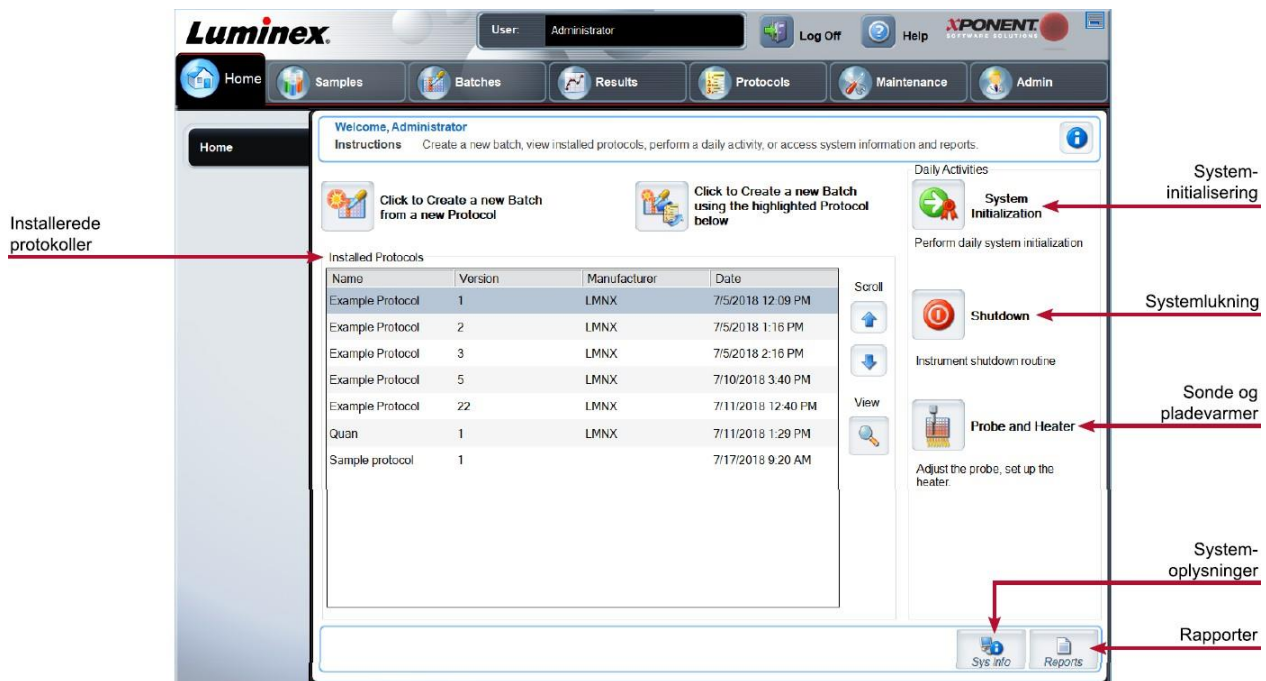 Luminex.
User: Administrator
Log Off
Help
XPONENT
SOFTWARE SOLUTIONS
Home
Samples
Batches
Results
Protocols
Maintenance
Admin
Home
Welcome, Administrator
Instructions Create a new batch, view installed protocols, perform a daily activity, or access system information and reports.
Click to Create a new Batch
from a new Protocol
Click to Create a new Batch
using the highlighted Protocol
below
Installed Protocols
Name Version Manufacturer Date
Example Protocol 1 LMNX 7/5/2018 12:09 PM
Example Protocol 2 LMNX 7/5/2018 1:16 PM
Example Protocol 3 LMNX 7/5/2018 2:16 PM
Example Protocol 5 LMNX 7/10/2018 3:40 PM
Example Protocol 22 LMNX 7/11/2018 12:40 PM
Quan 1 LMNX 7/11/2018 1:29 PM
Sample protocol 1 7/17/2018 9:20 AM
Scroll
View
Daily Activities
System
Initialization
Perform daily system initialization
Shutdown
Instrument shutdown routine
Probe and Heater
Adjust the probe, set up the
heater.
Sys Info
Reports
Installerede
protokoller
System-
initialisering
Systemlukning
Sonde og
pladevarmer
System-
oplysninger
Rapporter